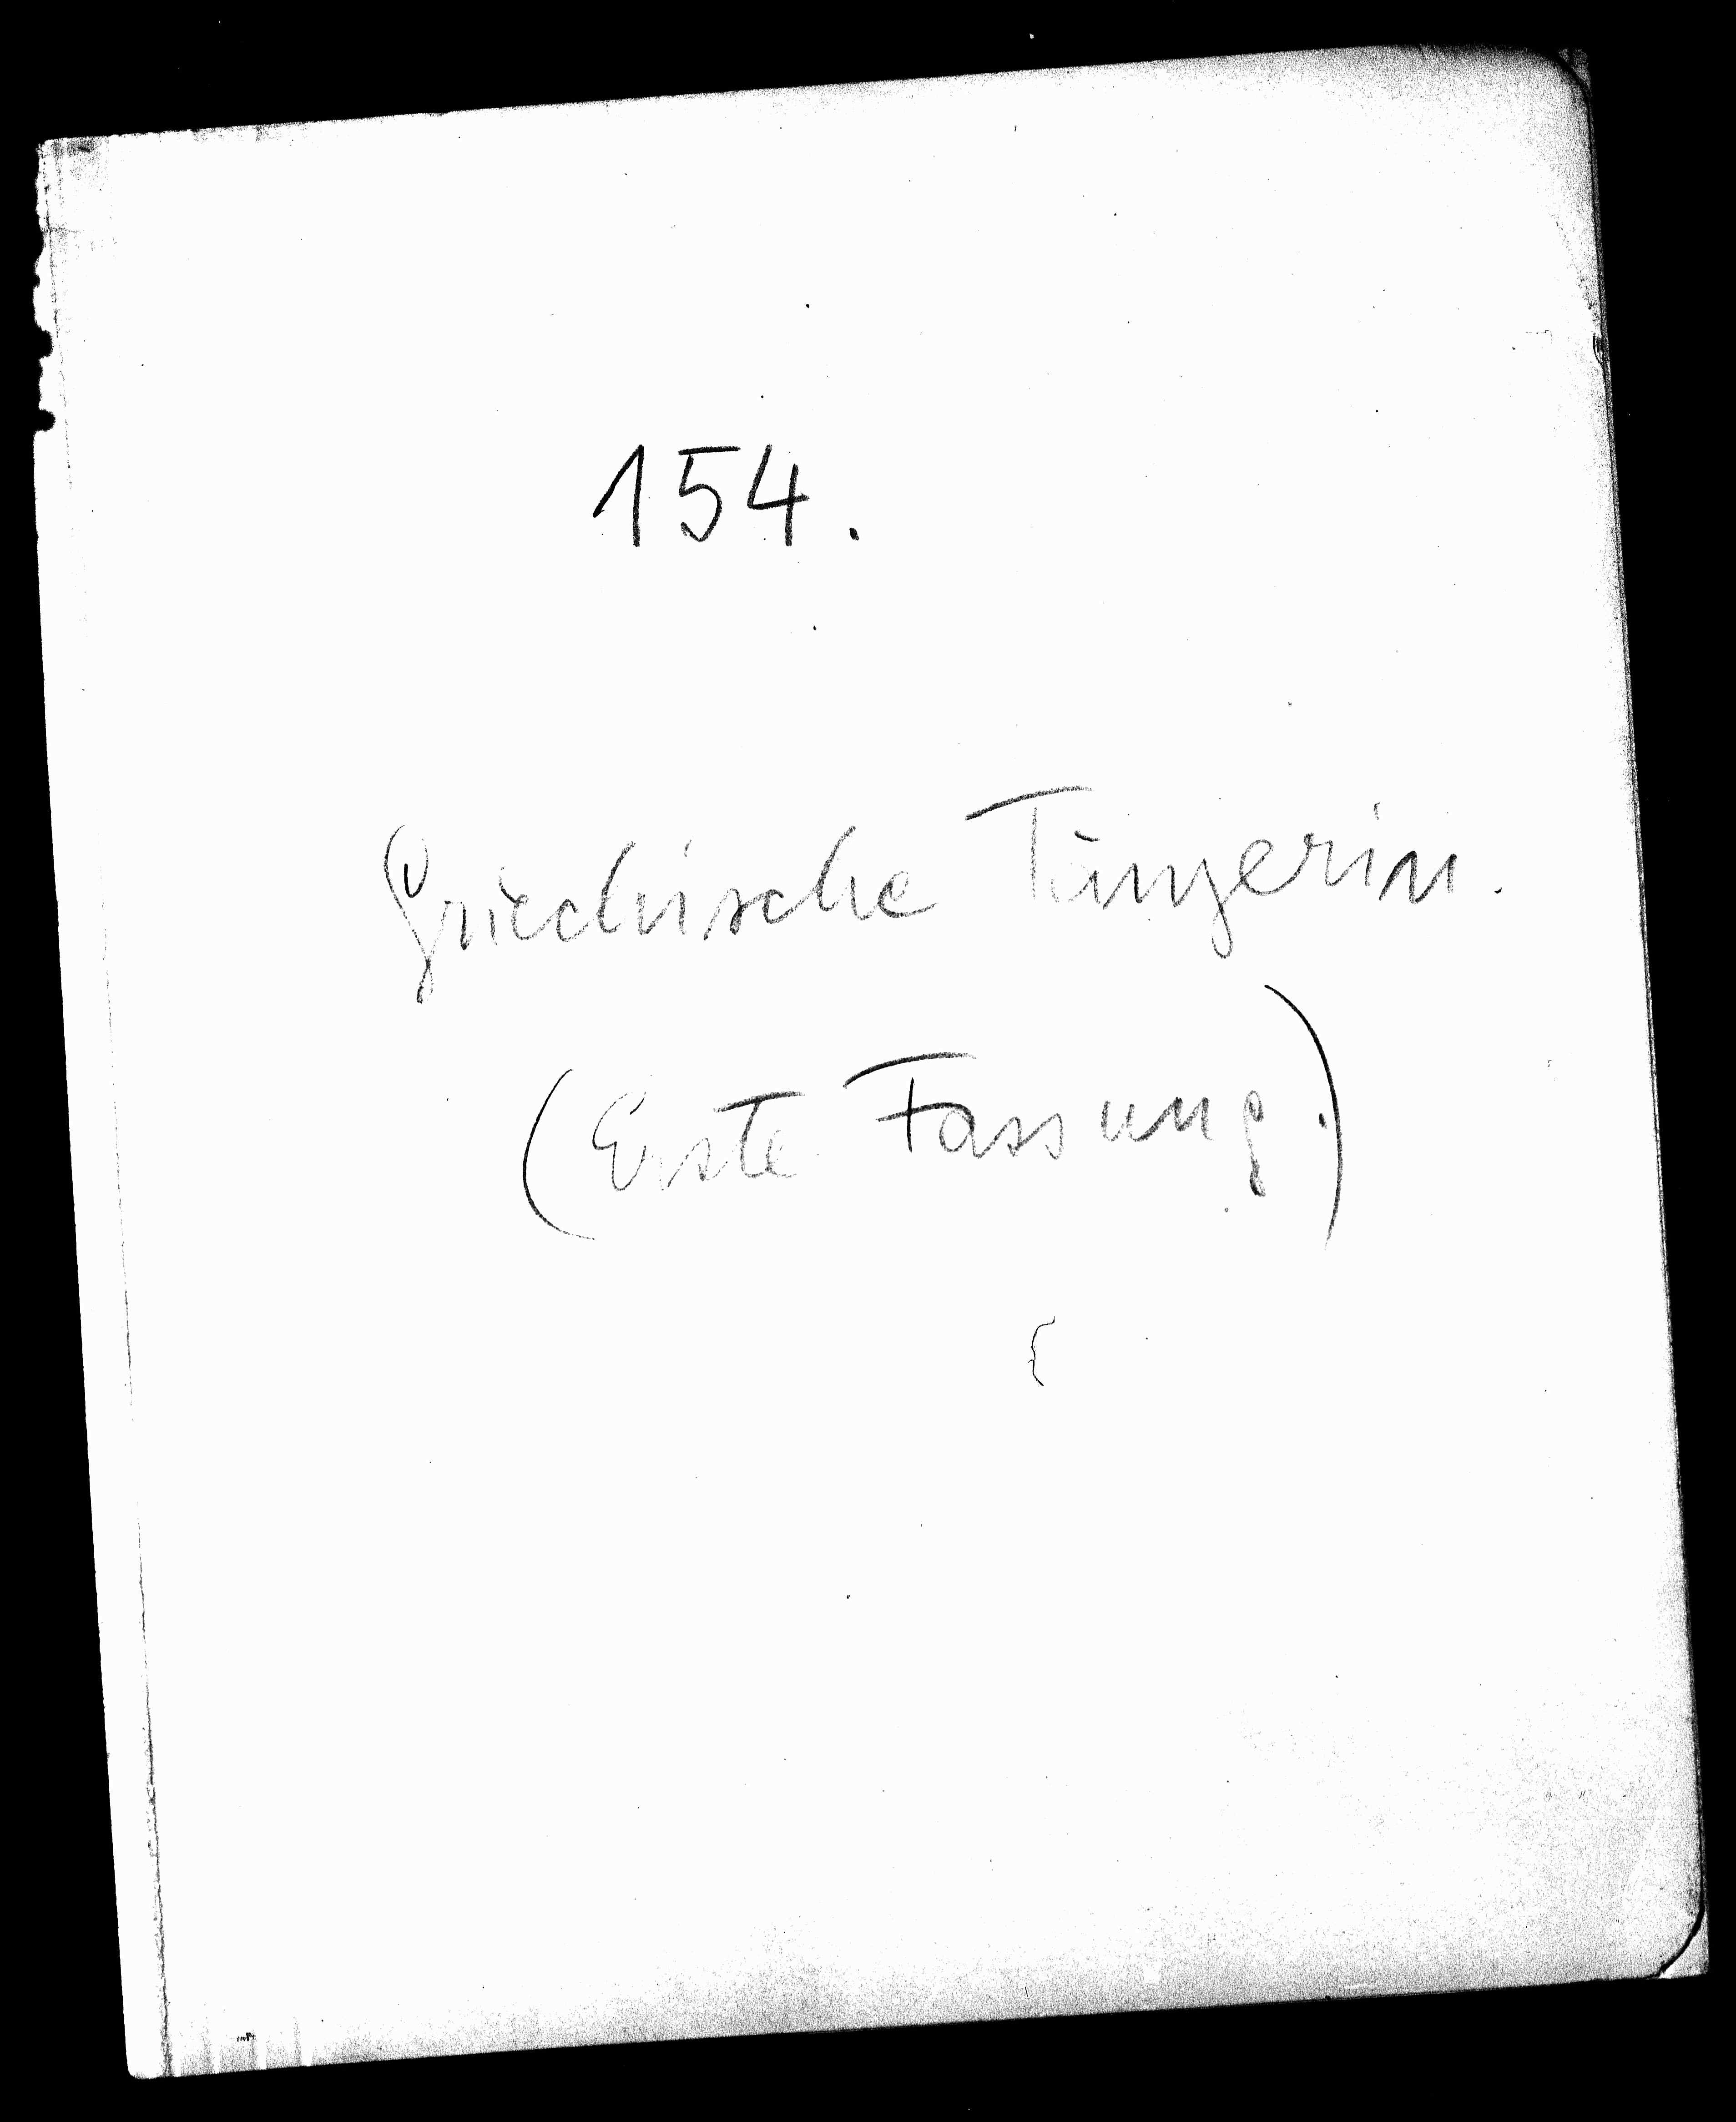 154.
Griechische Tänzerin.
(Erste Fassung.)